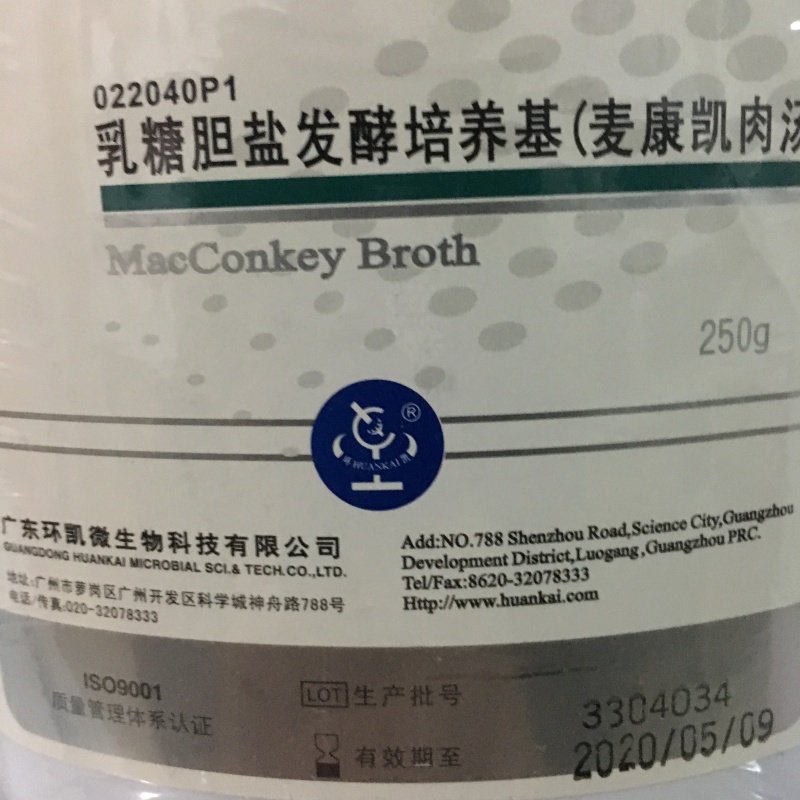 022040P1
乳糖胆盐发酵培养基(麦康凯肉汤
MacConkey Broth
250g
®
环 HUANKAI 凯
广东环凯微生物科技有限公司
GUANGDONG HUANKAI MICROBIAL SCI.& TECH.CO.,LTD.
地址:广州市萝岗区广州开发区科学城神舟路788号
电话/传真:020-32078333
Add:NO.788 Shenzhou Road,Science City,Guangzhou
Development District,Luogang,Guangzhou PRC.
Tel/Fax:8620-32078333
Http://www.huankai.com
ISO9001
质量管理体系认证
LOT 生产批号 3304034
有效期至 2020/05/09